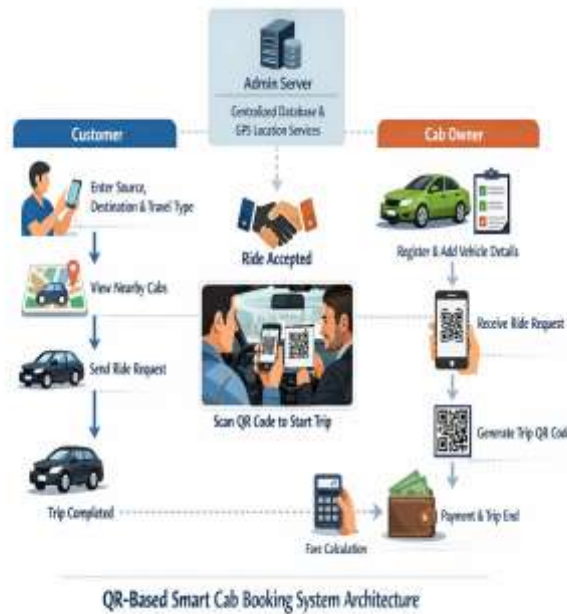 Admin Server
Centralized Database &
GPS Location Services
Customer
Cab Owner
Enter Source,
Destination & Travel Type
Ride Accepted
Register & Add Vehicle Details
View Nearby Cabs
Receive Ride Request
Send Ride Request
Scan QR Code to Start Trip
Generate Trip QR Code
Trip Completed
Fare Calculation
Payment & Trip End
QR-Based Smart Cab Booking System Architecture